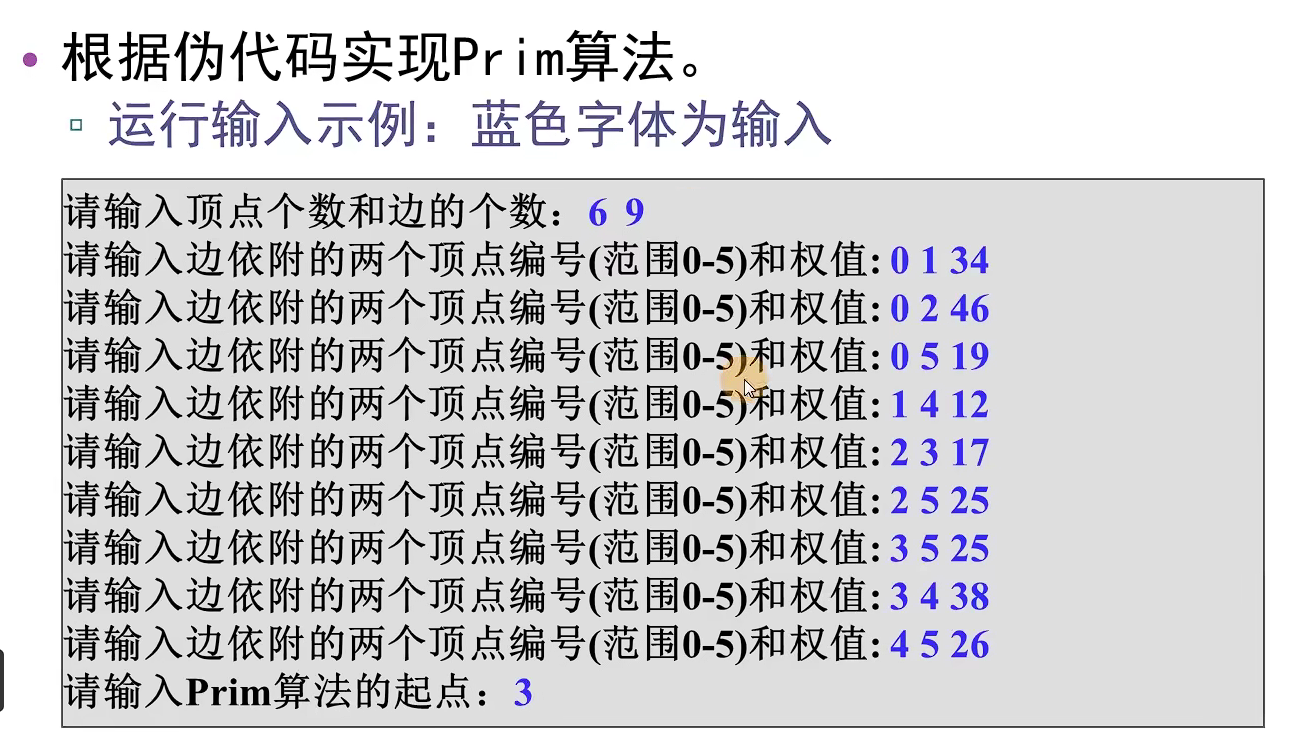 根据伪代码实现Prim算法。
运行输入示例：蓝色字体为输入
请输入顶点个数和边的个数：6 9
请输入边依附的两个顶点编号(范围0-5)和权值:0 1 34
请输入边依附的两个顶点编号(范围0-5)和权值:0 2 46
请输入边依附的两个顶点编号(范围0-5)和权值:0 5 19
请输入边依附的两个顶点编号(范围0-5)和权值:1 4 12
请输入边依附的两个顶点编号(范围0-5)和权值:2 3 17
请输入边依附的两个顶点编号(范围0-5)和权值:2 5 25
请输入边依附的两个顶点编号(范围0-5)和权值:3 5 25
请输入边依附的两个顶点编号(范围0-5)和权值:3 4 38
请输入边依附的两个顶点编号(范围0-5)和权值:4 5 26
请输入Prim算法的起点：3